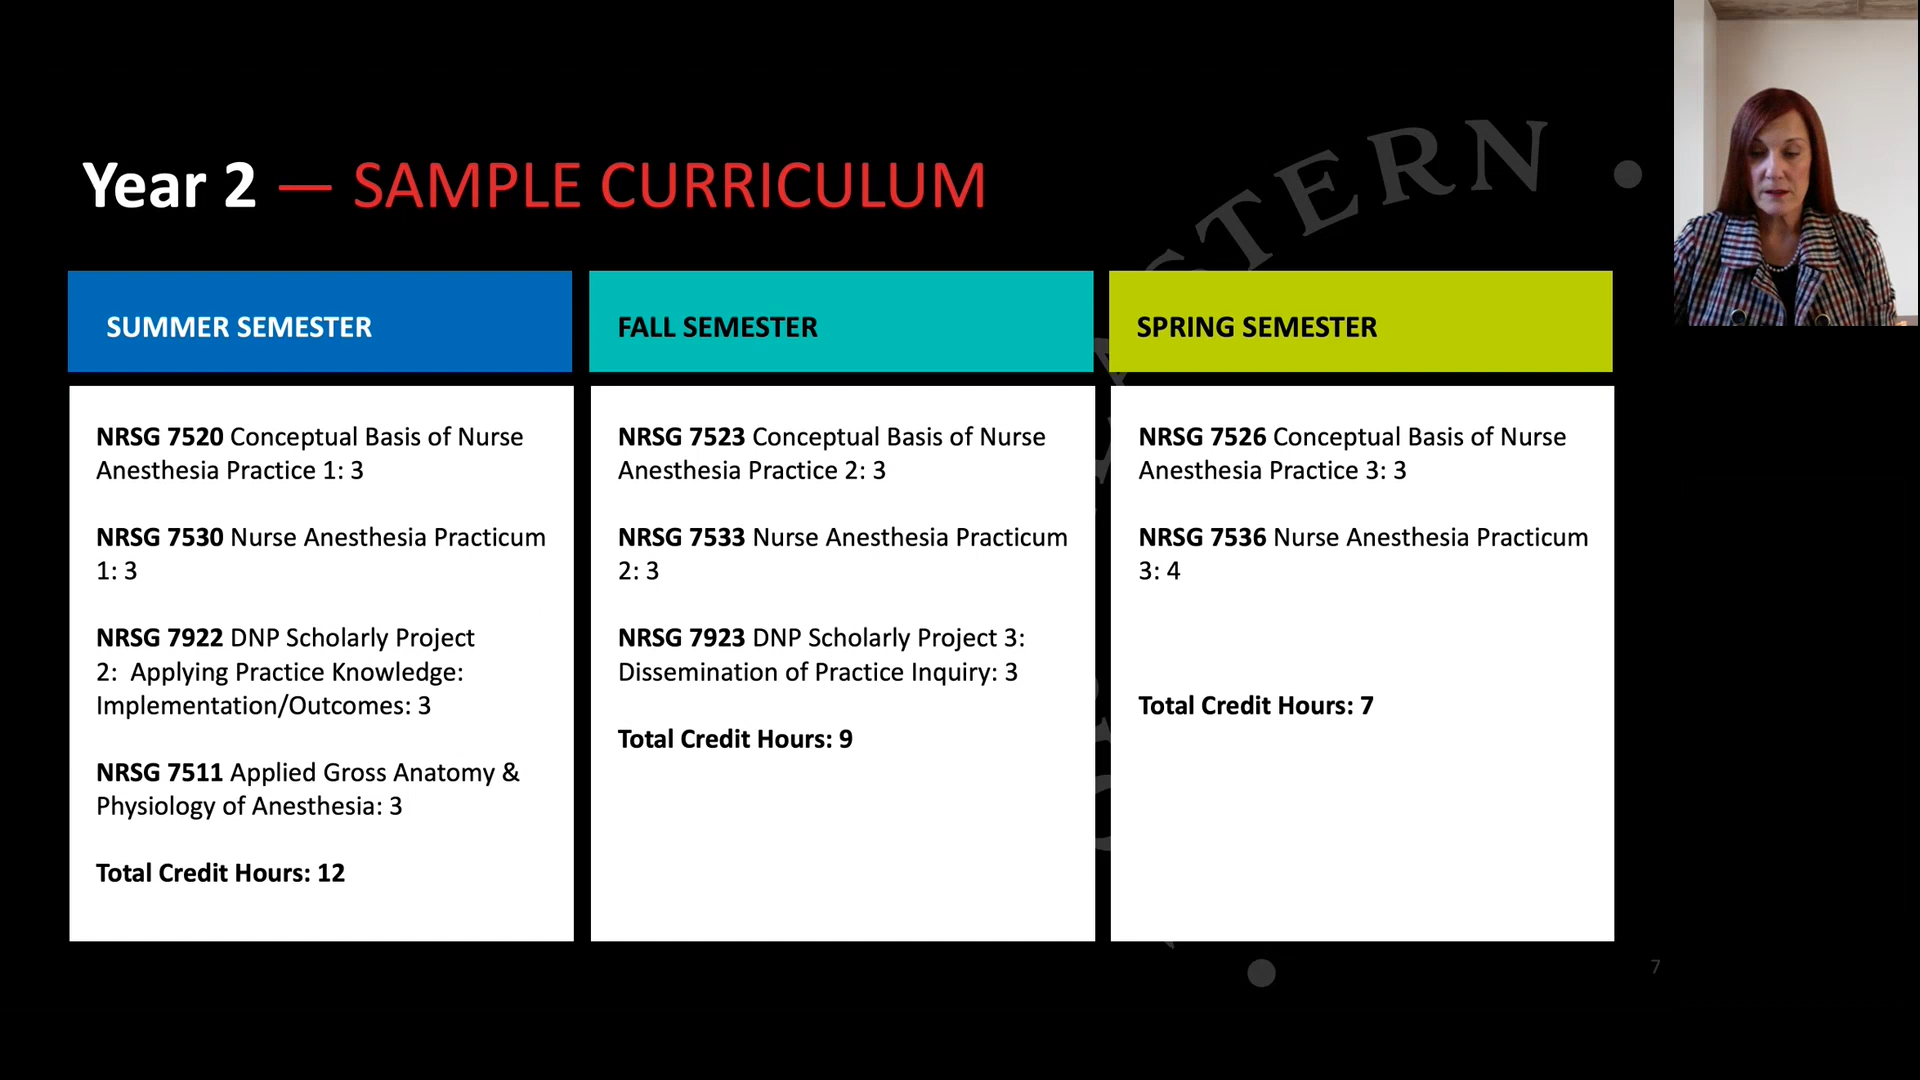 Year 2 — SAMPLE CURRICULUM
SUMMER SEMESTER
NRSG 7520 Conceptual Basis of Nurse
Anesthesia Practice 1: 3
NRSG 7530 Nurse Anesthesia Practicum
1: 3
NRSG 7922 DNP Scholarly Project
2:  Applying Practice Knowledge:
Implementation/Outcomes: 3
NRSG 7511 Applied Gross Anatomy &
Physiology of Anesthesia: 3
Total Credit Hours: 12
FALL SEMESTER
NRSG 7523 Conceptual Basis of Nurse
Anesthesia Practice 2: 3
NRSG 7533 Nurse Anesthesia Practicum
2: 3
NRSG 7923 DNP Scholarly Project 3:
Dissemination of Practice Inquiry: 3
Total Credit Hours: 9
SPRING SEMESTER
NRSG 7526 Conceptual Basis of Nurse
Anesthesia Practice 3: 3
NRSG 7536 Nurse Anesthesia Practicum
3: 4
Total Credit Hours: 7
7